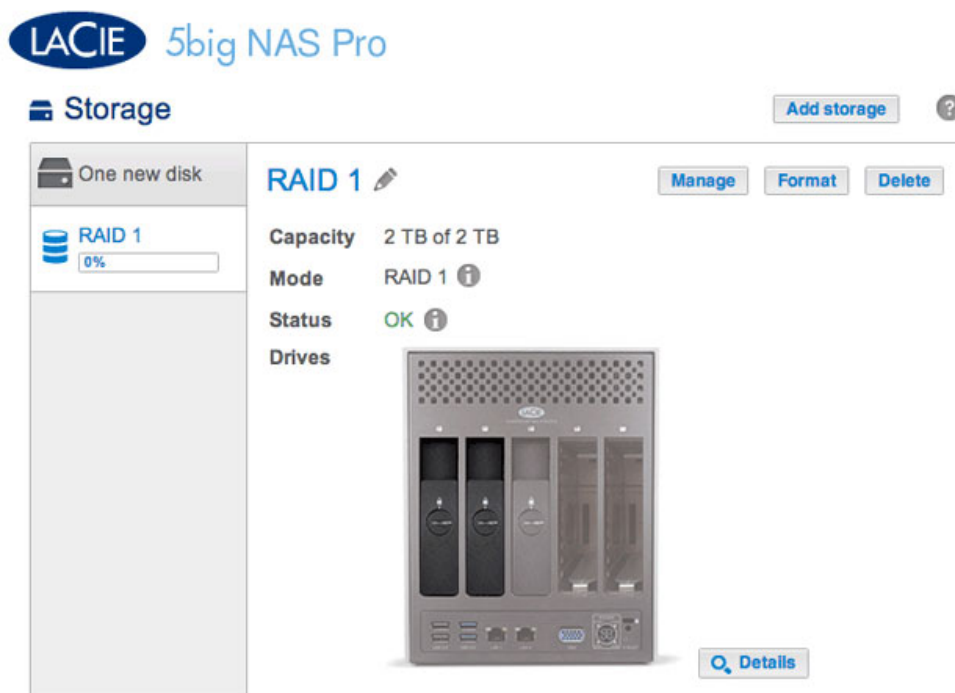 LACIE 5big NAS Pro
Storage
Add storage
?
One new disk
RAID 1
0%
RAID 1
Manage
Format
Delete
Capacity 2 TB of 2 TB
Mode RAID 1
Status OK
Drives
LACIE
Details